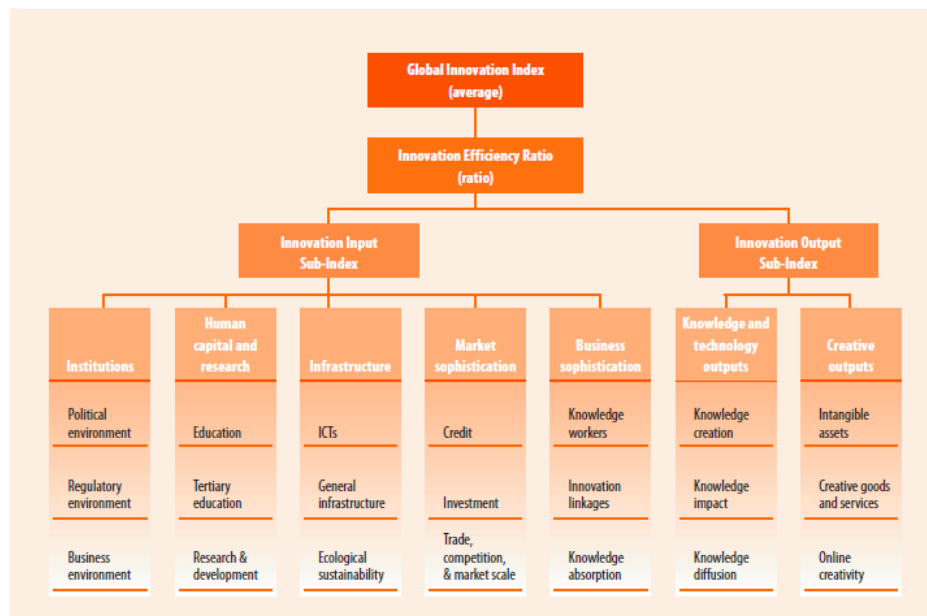 Global Innovation Index
(average)
Innovation Efficiency Ratio
(ratio)
Innovation Input
Sub-Index
Innovation Output
Sub-Index
Institutions
Human
capital and
research
Infrastructure
Market
sophistication
Business
sophistication
Knowledge and
technology
outputs
Creative
outputs
Political
environment
Education
ICTs
Credit
Knowledge
workers
Knowledge
creation
Intangible
assets
Regulatory
environment
Tertiary
education
General
infrastructure
Investment
Innovation
linkages
Knowledge
impact
Creative goods
and services
Business
environment
Research &
development
Ecological
sustainability
Trade,
competition,
& market scale
Knowledge
absorption
Knowledge
diffusion
Online
creativity